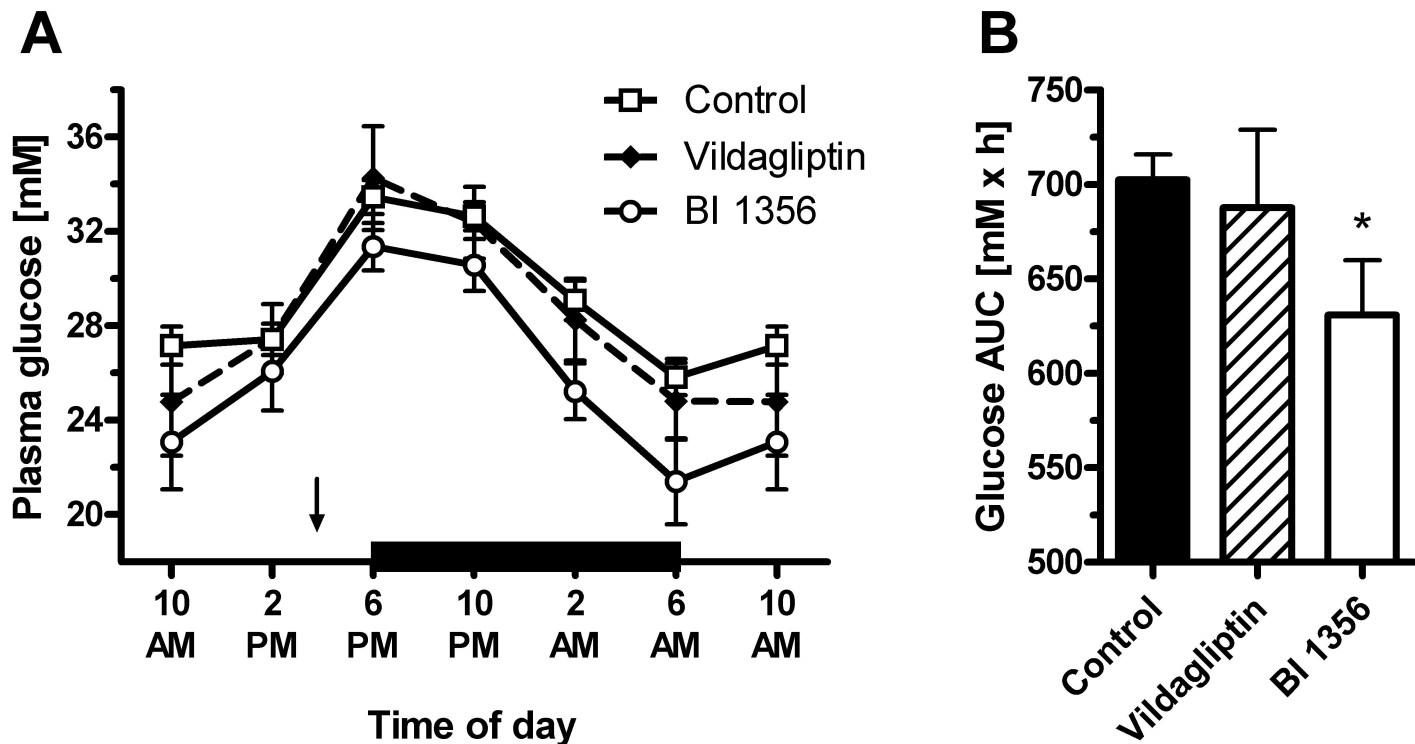 A
Plasma glucose [mM]
36
32
28
24
20
Control
Vildagliptin
BI 1356
10 2 6 10 2 6 10
AM PM PM PM AM AM AM
Time of day
B
Glucose AUC [mM x h]
750
700
650
600
550
500
*
Control
Vildagliptin
BI 1356